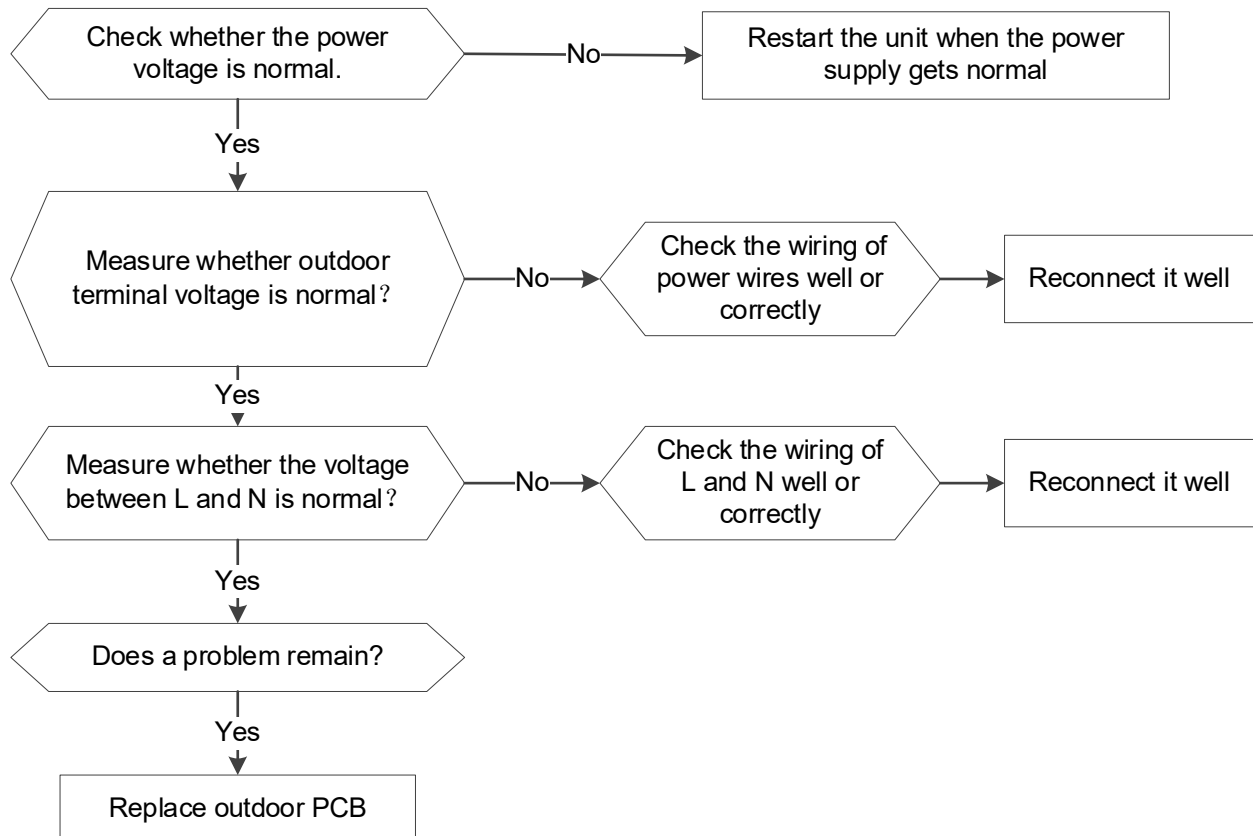 Check whether the power
voltage is normal.
No
Restart the unit when the power
supply gets normal
Yes
Measure whether outdoor
terminal voltage is normal？
No
Check the wiring of
power wires well or
correctly
Reconnect it well
Yes
Measure whether the voltage
between L and N is normal？
No
Check the wiring of
L and N well or
correctly
Reconnect it well
Yes
Does a problem remain?
Yes
Replace outdoor PCB